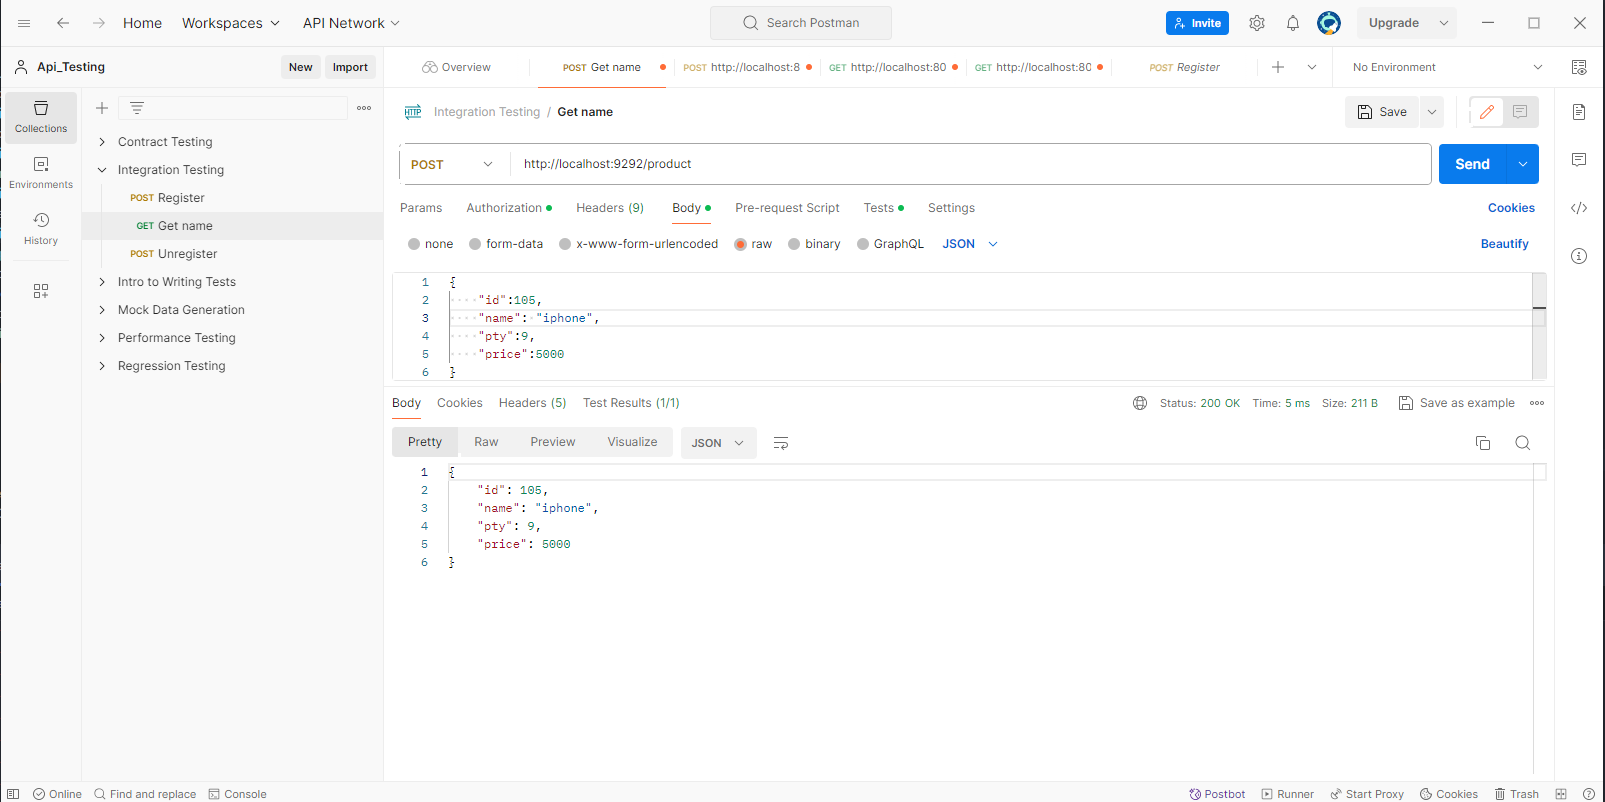 Home Workspaces API Network Search Postman Invite Upgrade
Api_Testing New Import Overview POST Get name POST http://localhost:8 GET http://localhost:80 GET http://localhost:80 POST Register No Environment
Collections
Environments
History
Contract Testing
Integration Testing
POST Register
GET Get name
POST Unregister
Intro to Writing Tests
Mock Data Generation
Performance Testing
Regression Testing
HTTP Integration Testing / Get name Save
POST http://localhost:9292/product Send
Params Authorization Headers (9) Body Pre-request Script Tests Settings Cookies
none form-data x-www-form-urlencoded raw binary GraphQL JSON Beautify
1 {
2 "id":105,
3 "name": "iphone",
4 "pty":9,
5 "price":5000
6 }
Body Cookies Headers (5) Test Results (1/1) Status: 200 OK Time: 5 ms Size: 211 B Save as example
Pretty Raw Preview Visualize JSON
1 {
2 "id": 105,
3 "name": "iphone",
4 "pty": 9,
5 "price": 5000
6 }
Online Find and replace Console Postbot Runner Start Proxy Cookies Trash